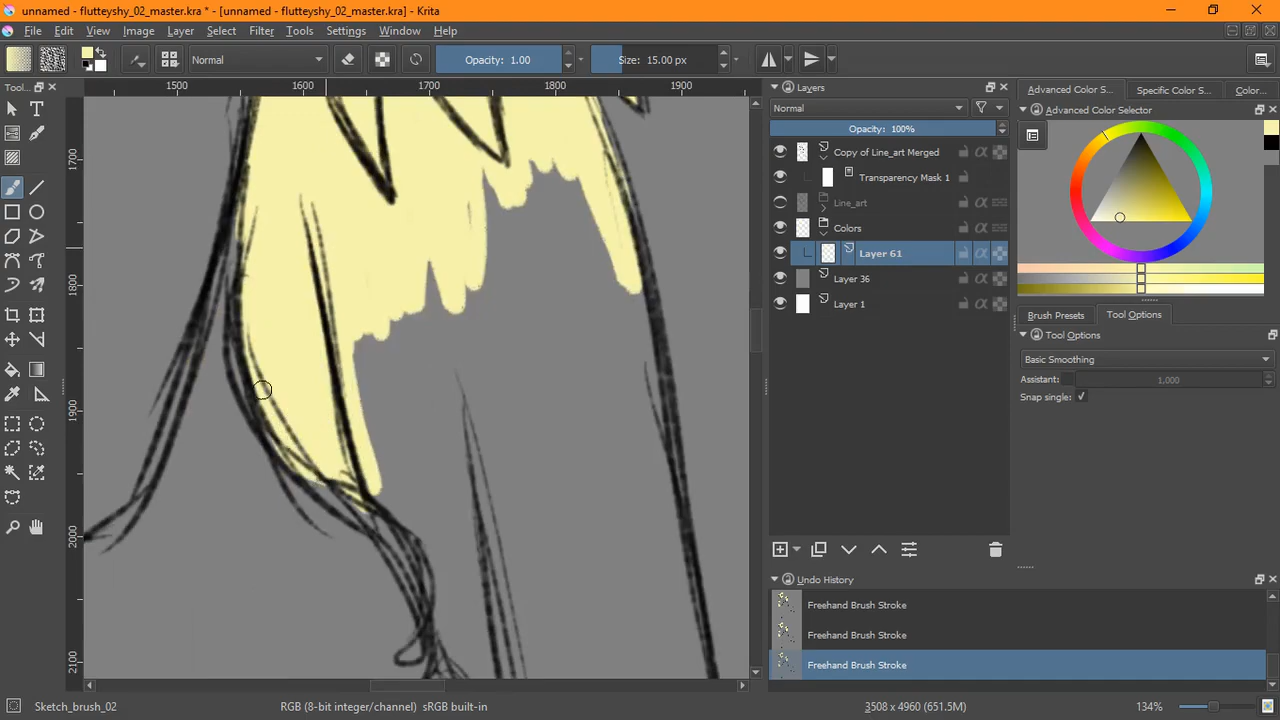 unnamed - flutteyshy_02_master.kra * - [unnamed - flutteyshy_02_master.kra] - Krita
File Edit View Image Layer Select Filter Tools Settings Window Help
Normal Opacity: 1.00 Size: 15.00 px
Tool...
1500 1600 1700 1800 1900
1700
1800
1900
2000
2100
Layers
Normal
Opacity: 100%
Copy of Line_art Merged
Transparency Mask 1
Line_art
Colors
Layer 61
Layer 36
Layer 1
Undo History
Freehand Brush Stroke
Freehand Brush Stroke
Freehand Brush Stroke
Advanced Color S... Specific Color S... Color...
Advanced Color Selector
Brush Presets Tool Options
Tool Options
Basic Smoothing
Assistant: 1,000
Snap single:
Sketch_brush_02 RGB (8-bit integer/channel) sRGB built-in 3508 x 4960 (651.5M) 134%